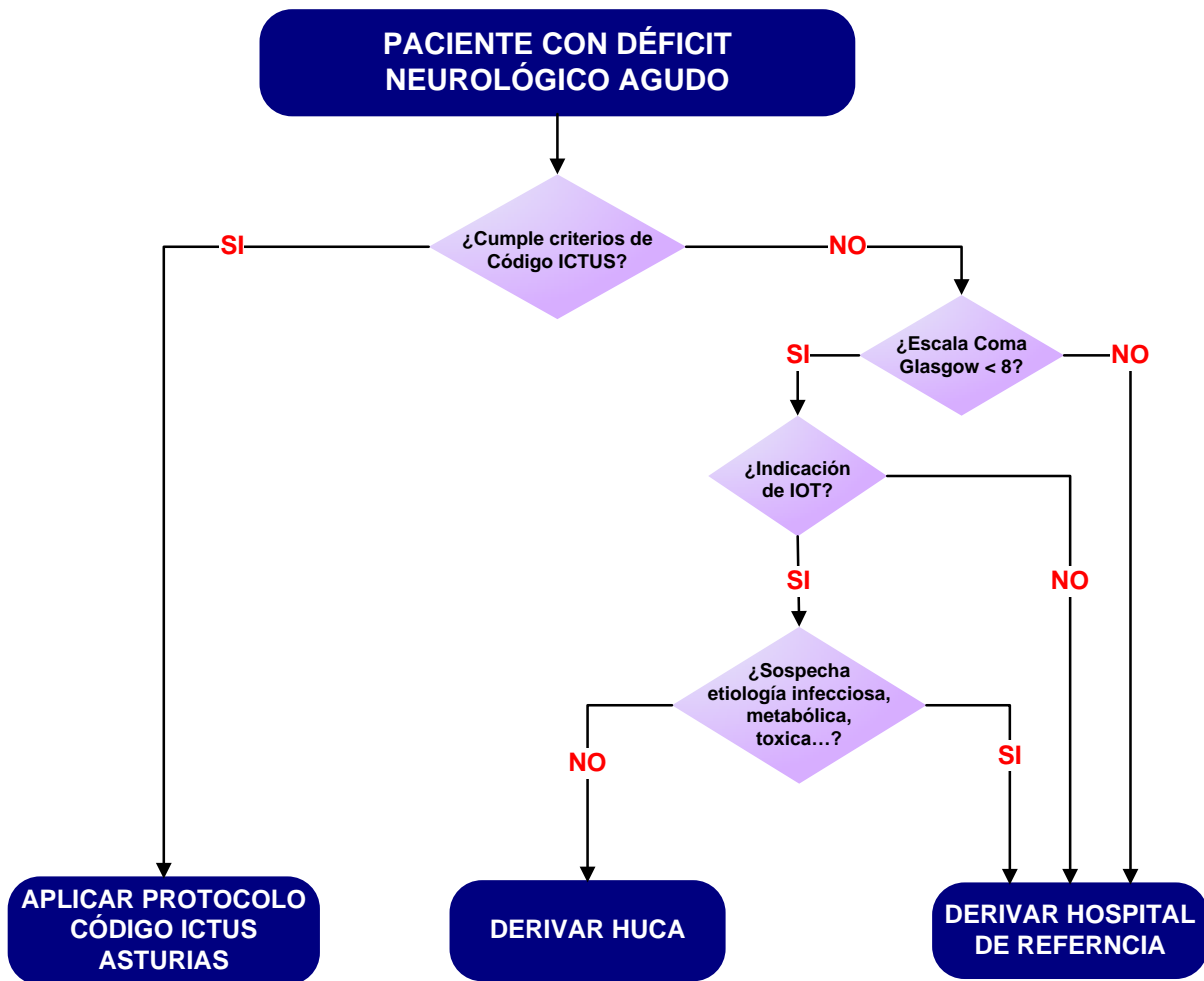 PACIENTE CON DÉFICIT
NEUROLÓGICO AGUDO
¿Cumple criterios de
Código ICTUS?
SI
NO
¿Escala Coma
Glasgow < 8?
SI
NO
¿Indicación
de IOT?
SI
NO
¿Sospecha
etiología infecciosa,
metabólica,
toxica…?
NO
SI
APLICAR PROTOCOLO
CÓDIGO ICTUS
ASTURIAS
DERIVAR HUCA
DERIVAR HOSPITAL
DE REFERNCIA